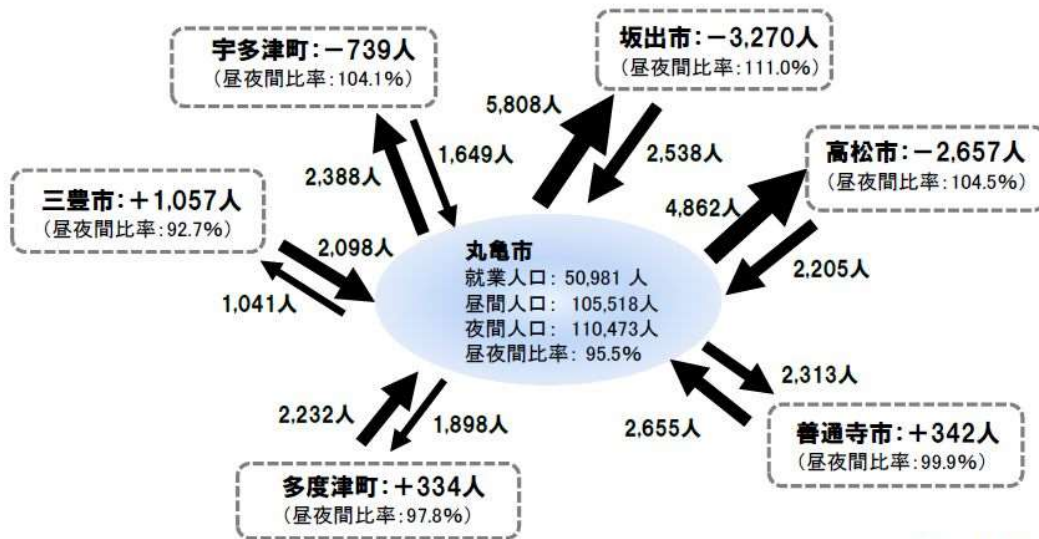 宇多津町：－739人
（昼夜間比率：104.1％）
坂出市：－3,270人
（昼夜間比率：111.0％）
5,808人
2,538人
1,649人
2,388人
高松市：－2,657人
（昼夜間比率：104.5％）
4,862人
2,205人
三豊市：＋1,057人
（昼夜間比率：92.7％）
2,098人
1,041人
丸亀市
就業人口： 50,981 人
昼間人口： 105,518人
夜間人口： 110,473人
昼夜間比率： 95.5％
2,313人
2,655人
善通寺市：＋342人
（昼夜間比率：99.9％）
2,232人
1,898人
多度津町：＋334人
（昼夜間比率：97.8％）